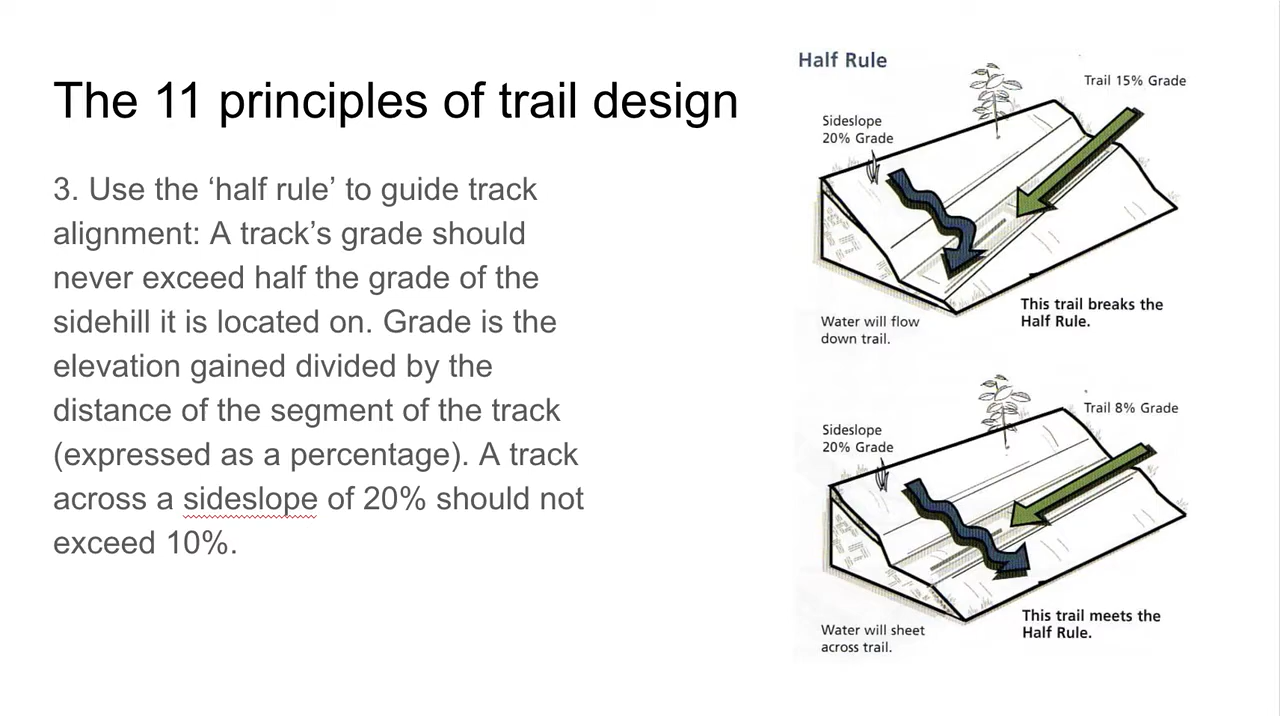 The 11 principles of trail design
3. Use the ‘half rule’ to guide track
alignment: A track’s grade should
never exceed half the grade of the
sidehill it is located on. Grade is the
elevation gained divided by the
distance of the segment of the track
(expressed as a percentage). A track
across a sideslope of 20% should not
exceed 10%.
Half Rule
Trail 15% Grade
Sideslope
20% Grade
Water will flow
down trail.
This trail breaks the
Half Rule.
Trail 8% Grade
Sideslope
20% Grade
Water will sheet
across trail.
This trail meets the
Half Rule.